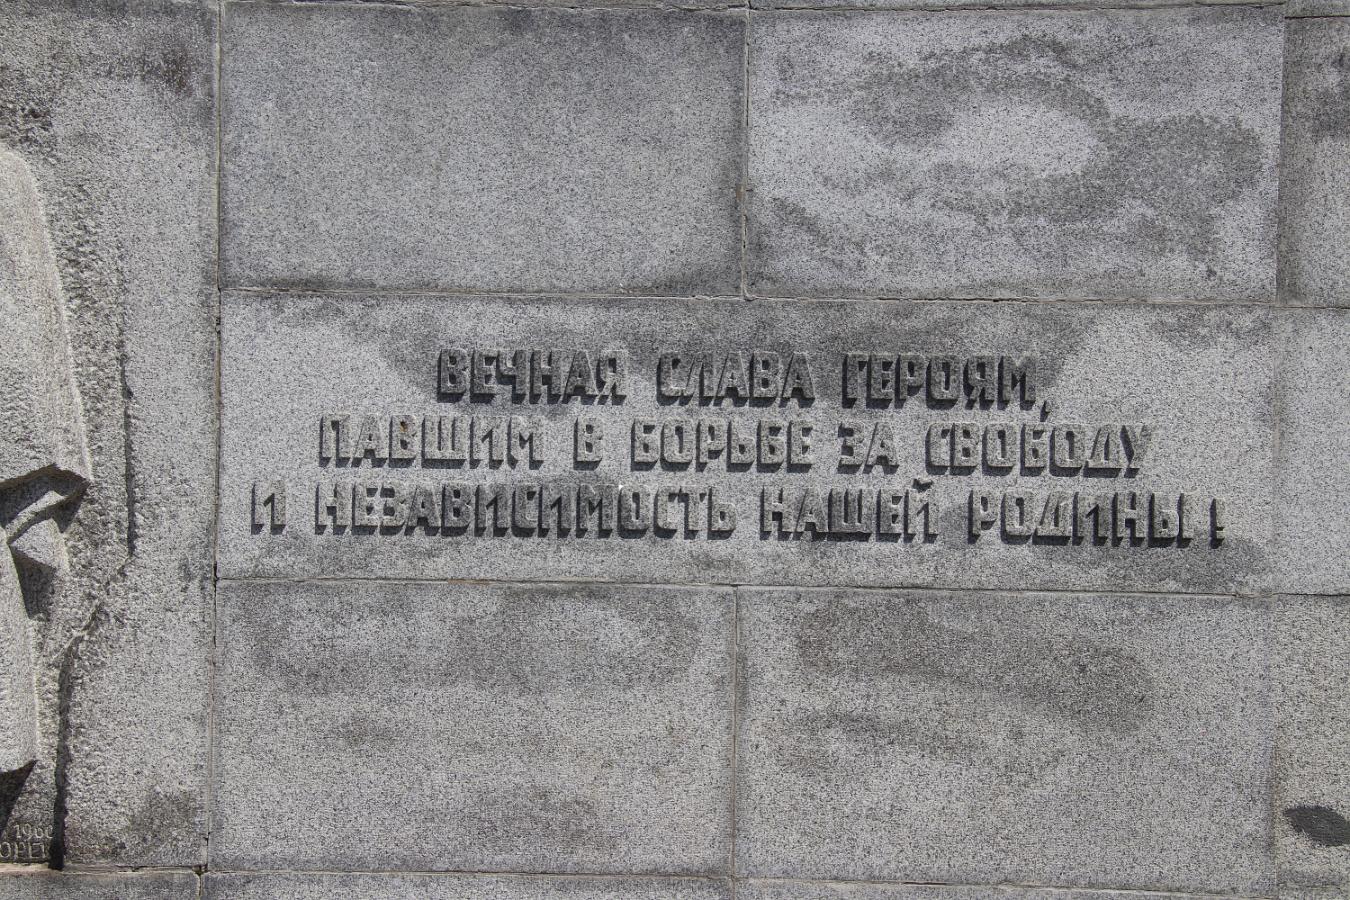 ВЕЧНАЯ СЛАВА ГЕРОЯМ,
ПАВШИМ В БОРЬБЕ ЗА СВОБОДУ
И НЕЗАВИСИМОСТЬ НАШЕЙ РОДИНЫ!